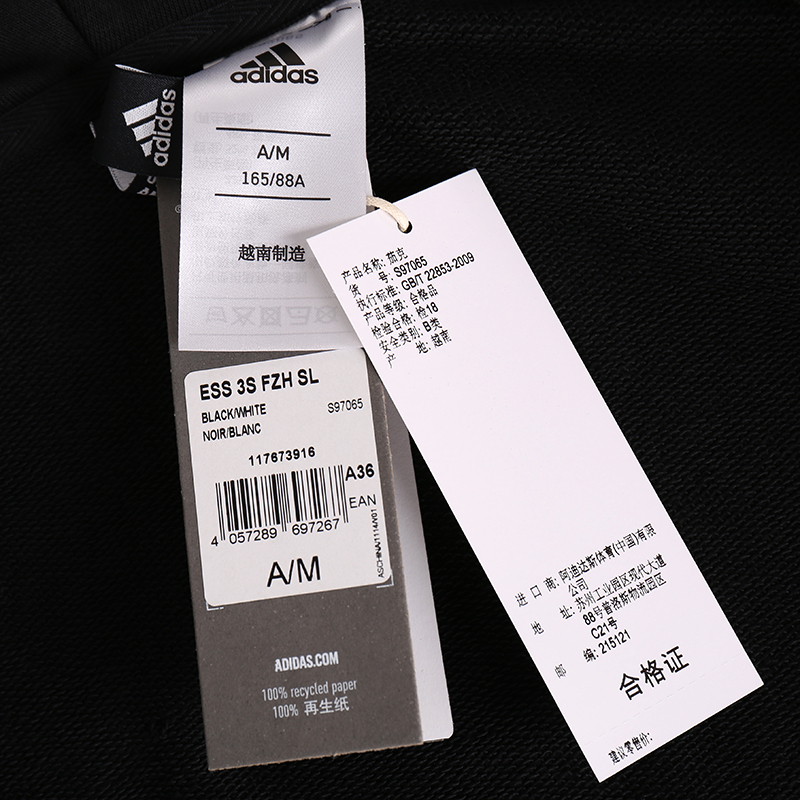 adidas
adidas
A/M
165/88A
越南制造
ESS 3S FZH SL
BLACK/WHITE
S97065
NOIR/BLANC
117673916
A36
EAN
4 057289 697267
ASCHINA/1114/V01
A/M
ADIDAS.COM
100% recycled paper
100% 再生纸
产品名称: 茄克
货 号: S97065
执行标准: GB/T 22853-2009
产品等级: 合格品
检验合格: 检18
安全类别: B类
产 地: 越南
进 口 商: 阿迪达斯体育(中国)有限
公司
地 址: 苏州工业园区现代大道
88号普洛斯物流园区
C21号
邮 编: 215121
合格证
建议零售价: